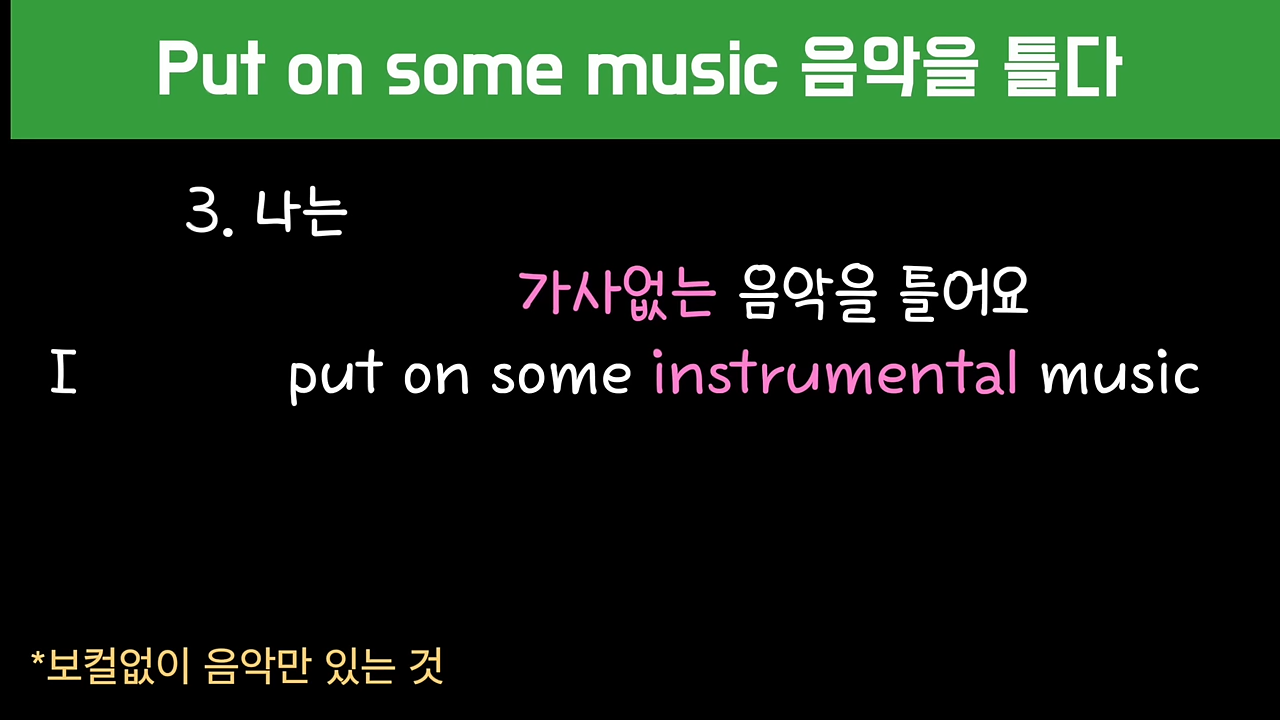 Put on some music 음악을 틀다
3. 나는
가사없는 음악을 틀어요
I put on some instrumental music
*보컬없이 음악만 있는 것